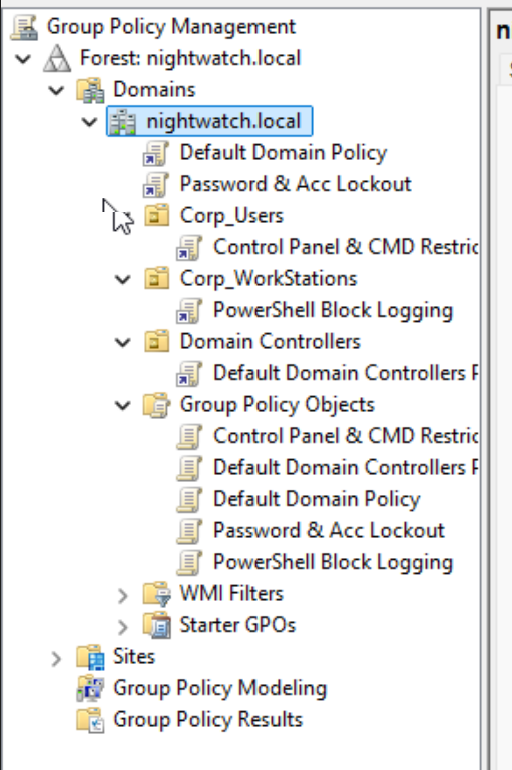 Group Policy Management
Forest: nightwatch.local
Domains
nightwatch.local
Default Domain Policy
Password & Acc Lockout
Corp_Users
Control Panel & CMD Restric
Corp_WorkStations
PowerShell Block Logging
Domain Controllers
Default Domain Controllers P
Group Policy Objects
Control Panel & CMD Restric
Default Domain Controllers P
Default Domain Policy
Password & Acc Lockout
PowerShell Block Logging
WMI Filters
Starter GPOs
Sites
Group Policy Modeling
Group Policy Results
n